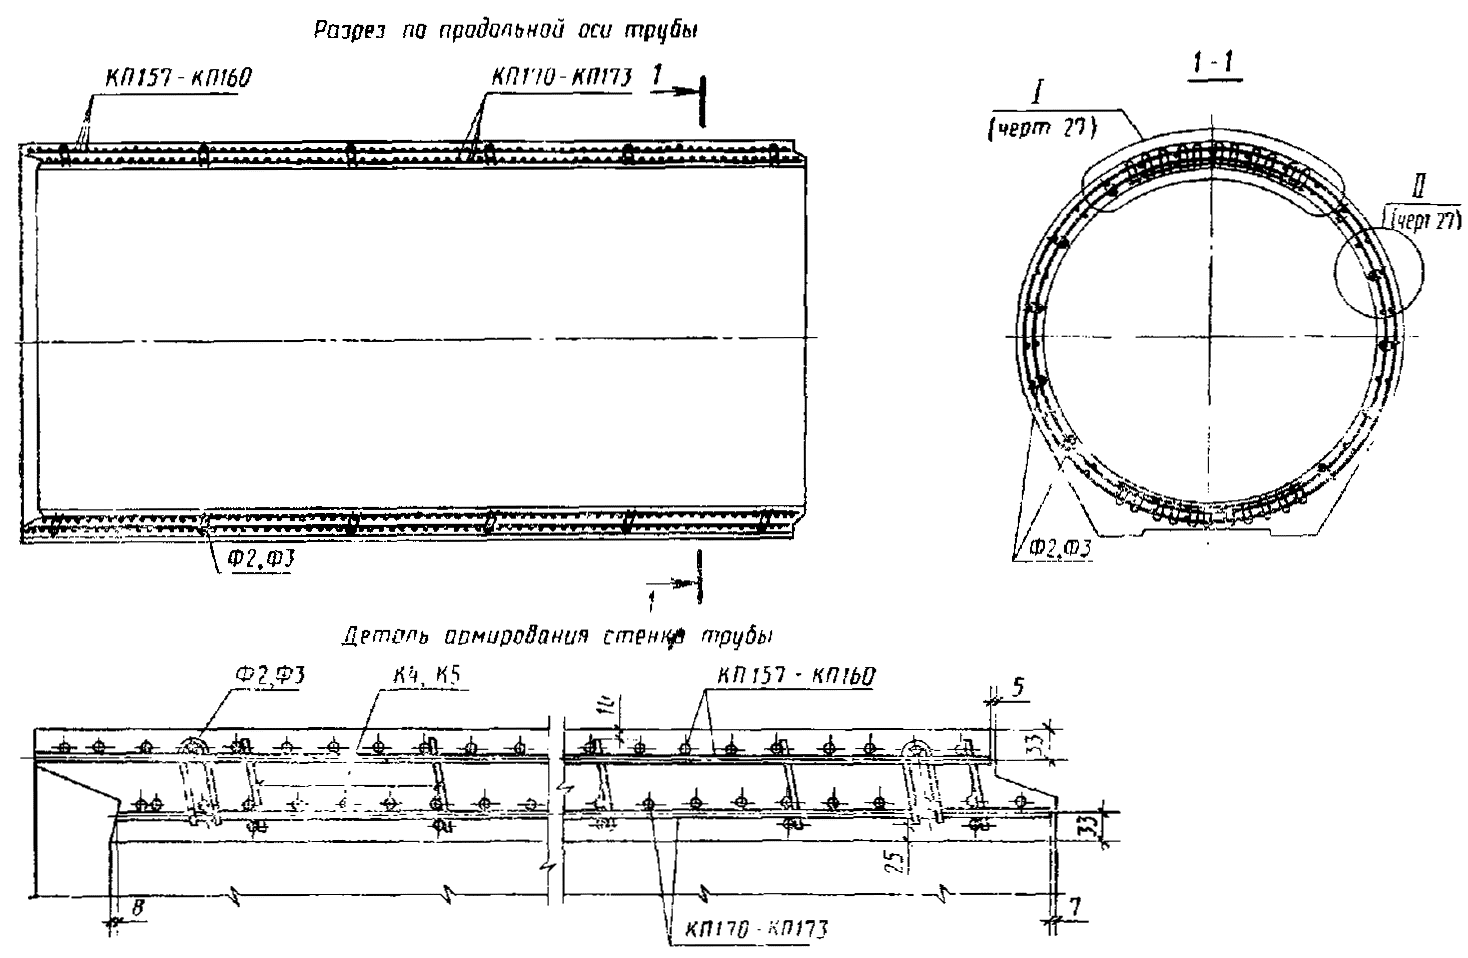 Разрез по продольной оси трубы
КП157-КП160
КП170-КП173
1
1-1
I
(черт 27)
II
(черт 27)
Ф2,Ф3
1
Ф2,Ф3
Деталь армирования стенки трубы
Ф2,Ф3
К4, К5
КП157-КП160
5
33
33
25
8
7
КП170-КП173